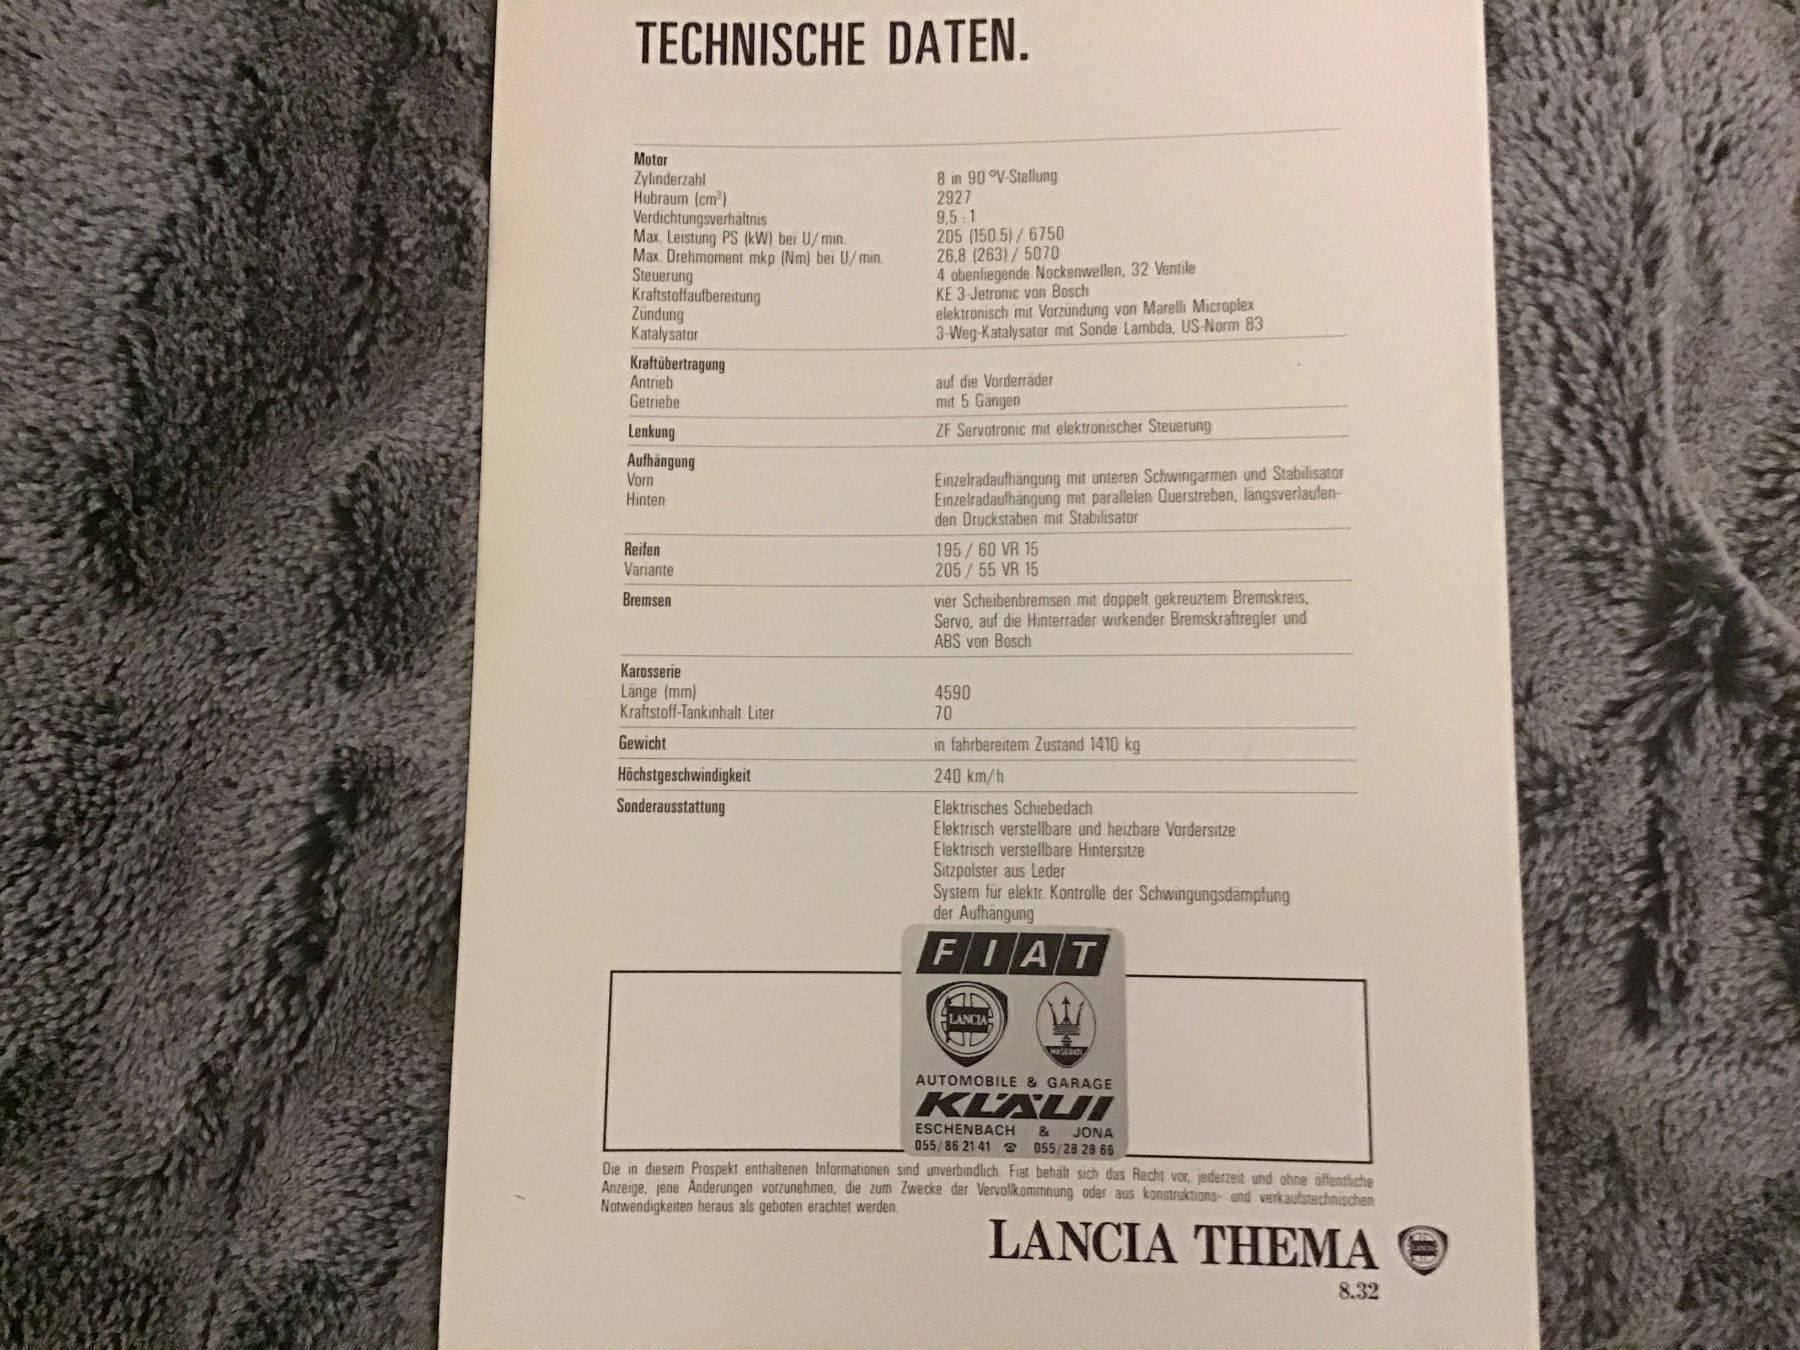 TECHNISCHE DATEN.
Motor
Zylinderzahl 8 in 90 °V-Stellung
Hubraum (cm³) 2927
Verdichtungsverhältnis 9,5 : 1
Max. Leistung PS (kW) bei U/min. 205 (150.5) / 6750
Max. Drehmoment mkp (Nm) bei U/min. 26,8 (263) / 5070
Steuerung 4 obenliegende Nockenwellen, 32 Ventile
Kraftstoffaufbereitung KE 3-Jetronic von Bosch
Zündung elektronisch mit Vorzündung von Marelli Microplex
Katalysator 3-Weg-Katalysator mit Sonde Lambda, US-Norm 83
Kraftübertragung
Antrieb auf die Vorderräder
Getriebe mit 5 Gängen
Lenkung ZF Servotronic mit elektronischer Steuerung
Aufhängung
Vorn Einzelradaufhängung mit unteren Schwingarmen und Stabilisator
Hinten Einzelradaufhängung mit parallelen Querstreben, längsverlaufen-
den Druckstäben mit Stabilisator
Reifen 195 / 60 VR 15
Variante 205 / 55 VR 15
Bremsen vier Scheibenbremsen mit doppelt gekreuztem Bremskreis,
Servo, auf die Hinterräder wirkender Bremskraftregler und
ABS von Bosch
Karosserie
Länge (mm) 4590
Kraftstoff-Tankinhalt Liter 70
Gewicht in fahrbereitem Zustand 1410 kg
Höchstgeschwindigkeit 240 km/h
Sonderausstattung Elektrisches Schiebedach
Elektrisch verstellbare und heizbare Vordersitze
Elektrisch verstellbare Hintersitze
Sitzpolster aus Leder
System für elektr. Kontrolle der Schwingungsdämpfung
der Aufhängung
FIAT
LANCIA MASERATI
AUTOMOBILE & GARAGE
KLÄUI
ESCHENBACH & JONA
055/86 21 41 ☎ 055/28 28 66
Die in diesem Prospekt enthaltenen Informationen sind unverbindlich. Fiat behält sich das Recht vor, jederzeit und ohne öffentliche
Anzeige, jene Änderungen vorzunehmen, die zum Zwecke der Vervollkommnung oder aus konstruktions- und verkaufstechnischen
Notwendigkeiten heraus als geboten erachtet werden.
LANCIA THEMA LANCIA
8.32